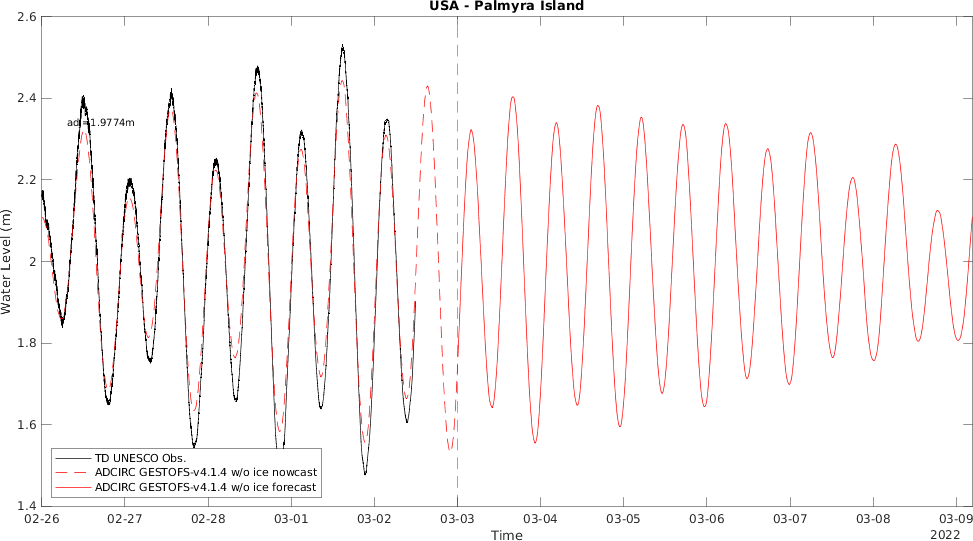 USA - Palmyra Island
2.6
2.4
2.2
2
1.8
1.6
1.4
Water Level (m)
ad =1.9774m
TD UNESCO Obs.
ADCIRC GESTOFS-v4.1.4 w/o ice nowcast
ADCIRC GESTOFS-v4.1.4 w/o ice forecast
02-26 02-27 02-28 03-01 03-02 03-03 03-04 03-05 03-06 03-07 03-08 03-09
Time
2022